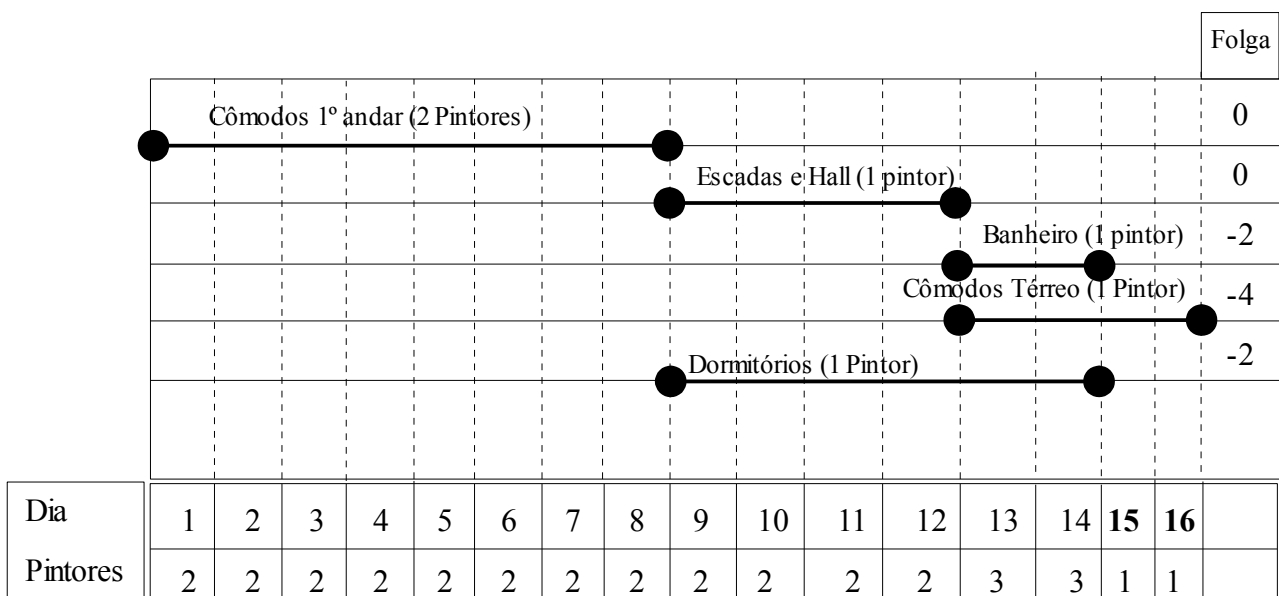 Folga
Cômodos 1º andar (2 Pintores)
0
Escadas e Hall (1 pintor)
0
Banheiro (1 pintor)
-2
Cômodos Térreo (1 Pintor)
-4
Dormitórios (1 Pintor)
-2
Dia 1 2 3 4 5 6 7 8 9 10 11 12 13 14 15 16
Pintores 2 2 2 2 2 2 2 2 2 2 2 2 3 3 1 1